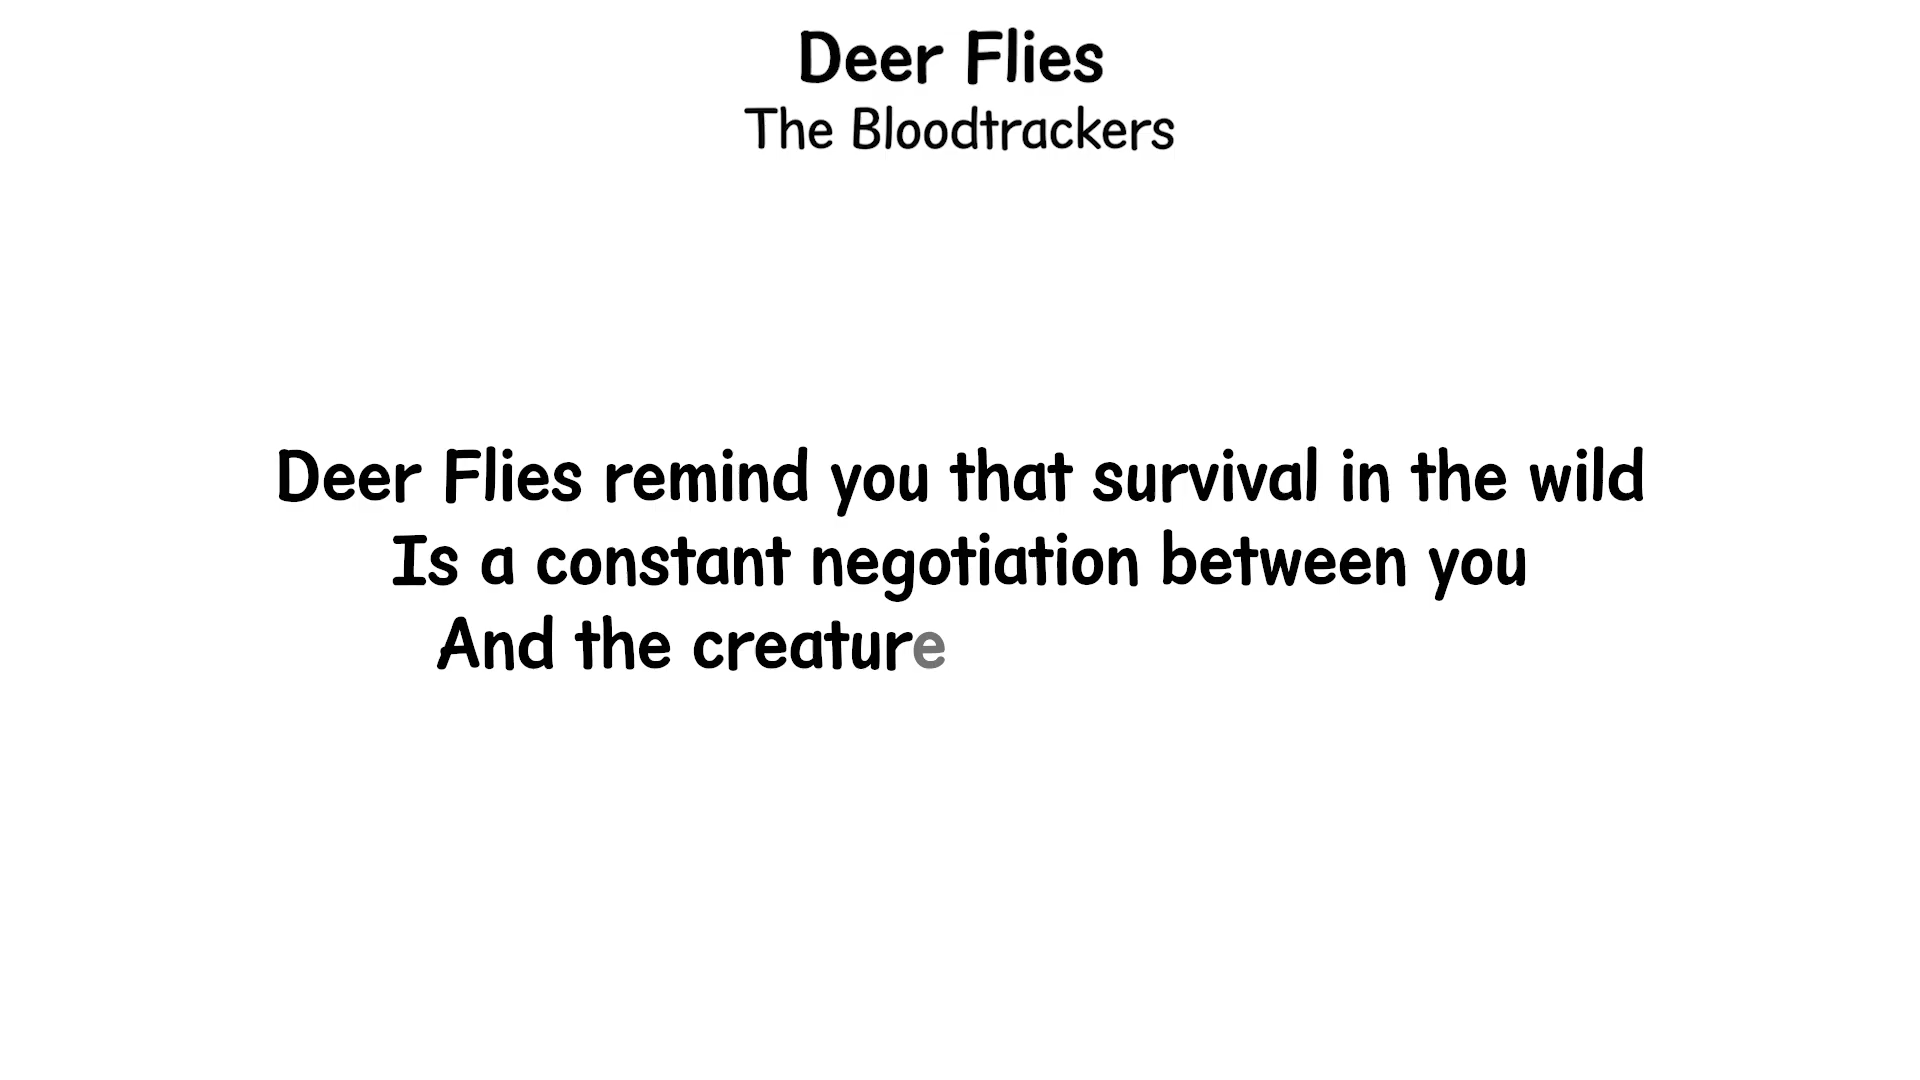 Deer Flies
The Bloodtrackers
Deer Flies remind you that survival in the wild
Is a constant negotiation between you
And the creature